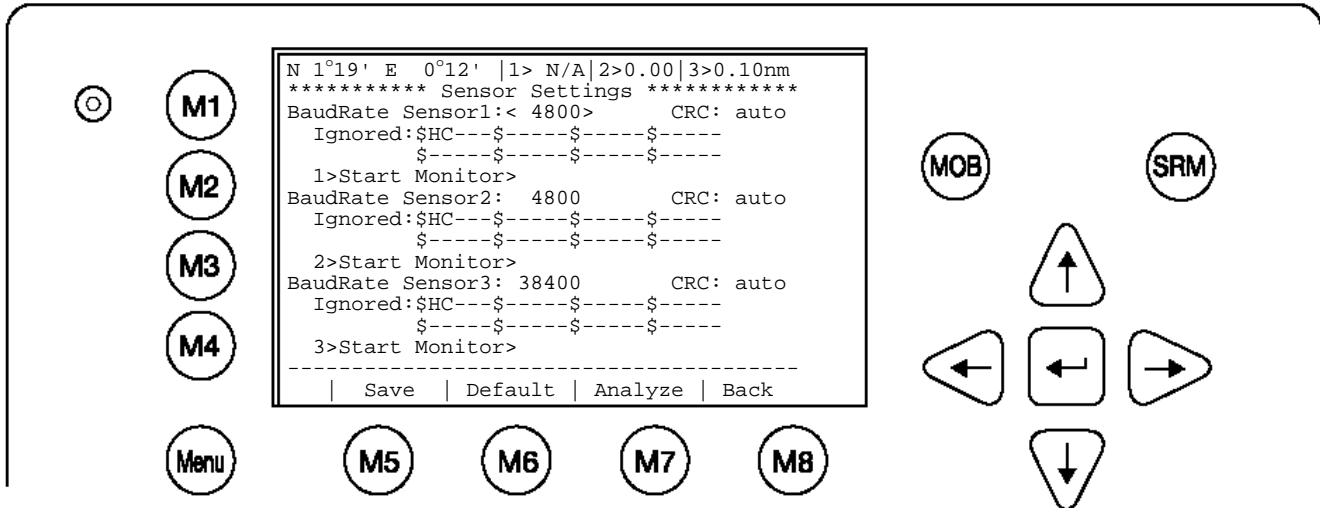 N 1°19' E  0°12' |1> N/A|2>0.00|3>0.10nm
*********** Sensor Settings ************
BaudRate Sensor1:< 4800>      CRC: auto
Ignored:$HC---$-----$-----$-----
$-----$-----$-----$-----
1>Start Monitor>
BaudRate Sensor2:  4800       CRC: auto
Ignored:$HC---$-----$-----$-----
$-----$-----$-----$-----
2>Start Monitor>
BaudRate Sensor3: 38400       CRC: auto
Ignored:$HC---$-----$-----$-----
$-----$-----$-----$-----
3>Start Monitor>
----------------------------------------
| Save | Default | Analyze | Back
M1
M2
M3
M4
Menu
M5
M6
M7
M8
MOB
SRM